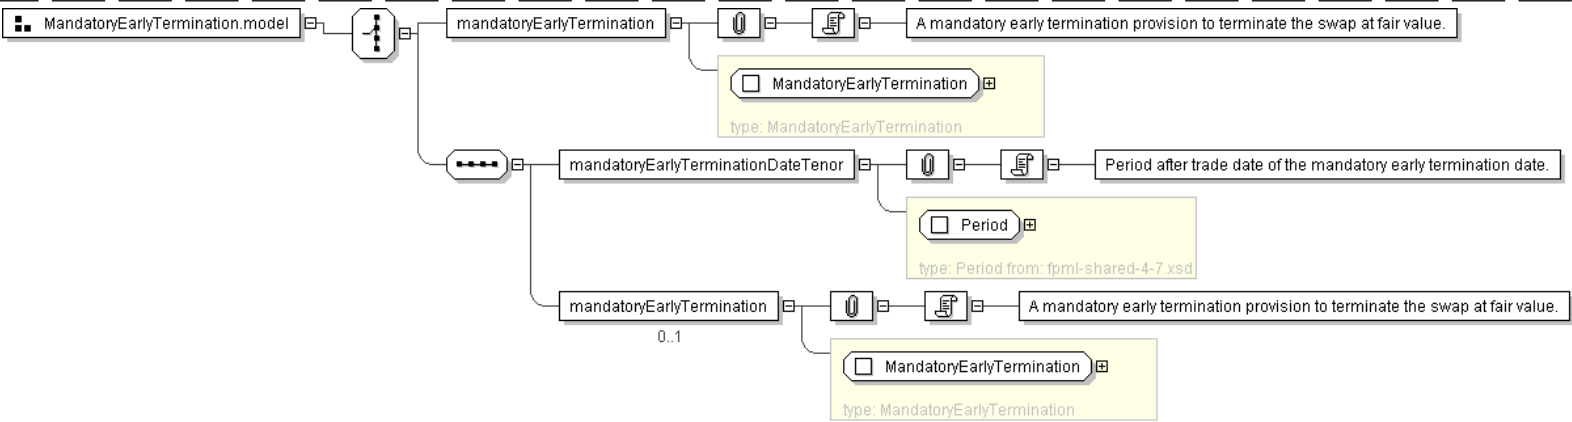 MandatoryEarlyTermination.model
mandatoryEarlyTermination
A mandatory early termination provision to terminate the swap at fair value.
MandatoryEarlyTermination
type: MandatoryEarlyTermination
mandatoryEarlyTerminationDateTenor
Period after trade date of the mandatory early termination date.
Period
type: Period from: fpml-shared-4-7.xsd
mandatoryEarlyTermination
A mandatory early termination provision to terminate the swap at fair value.
0..1
MandatoryEarlyTermination
type: MandatoryEarlyTermination